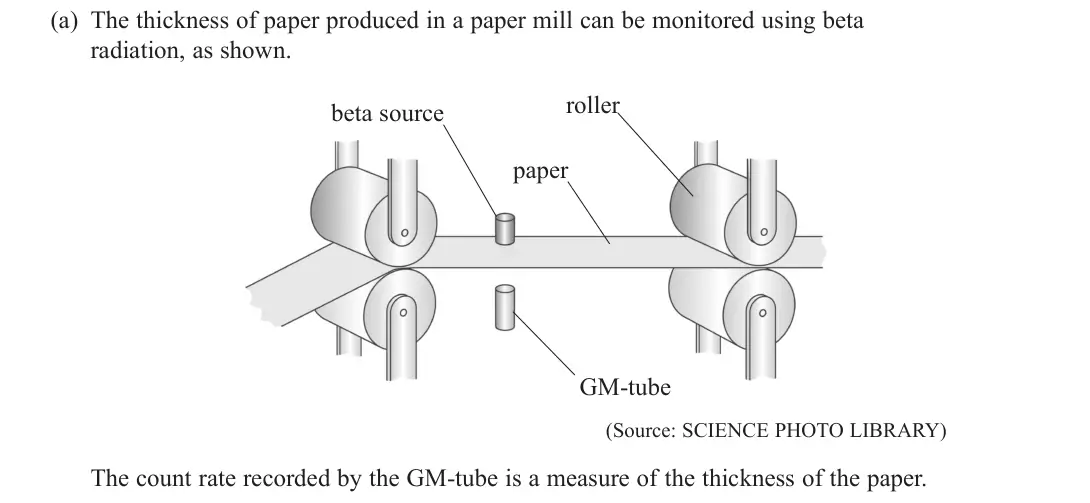 (a) The thickness of paper produced in a paper mill can be monitored using beta
radiation, as shown.
beta source
roller
paper
GM-tube
(Source: SCIENCE PHOTO LIBRARY)
The count rate recorded by the GM-tube is a measure of the thickness of the paper.